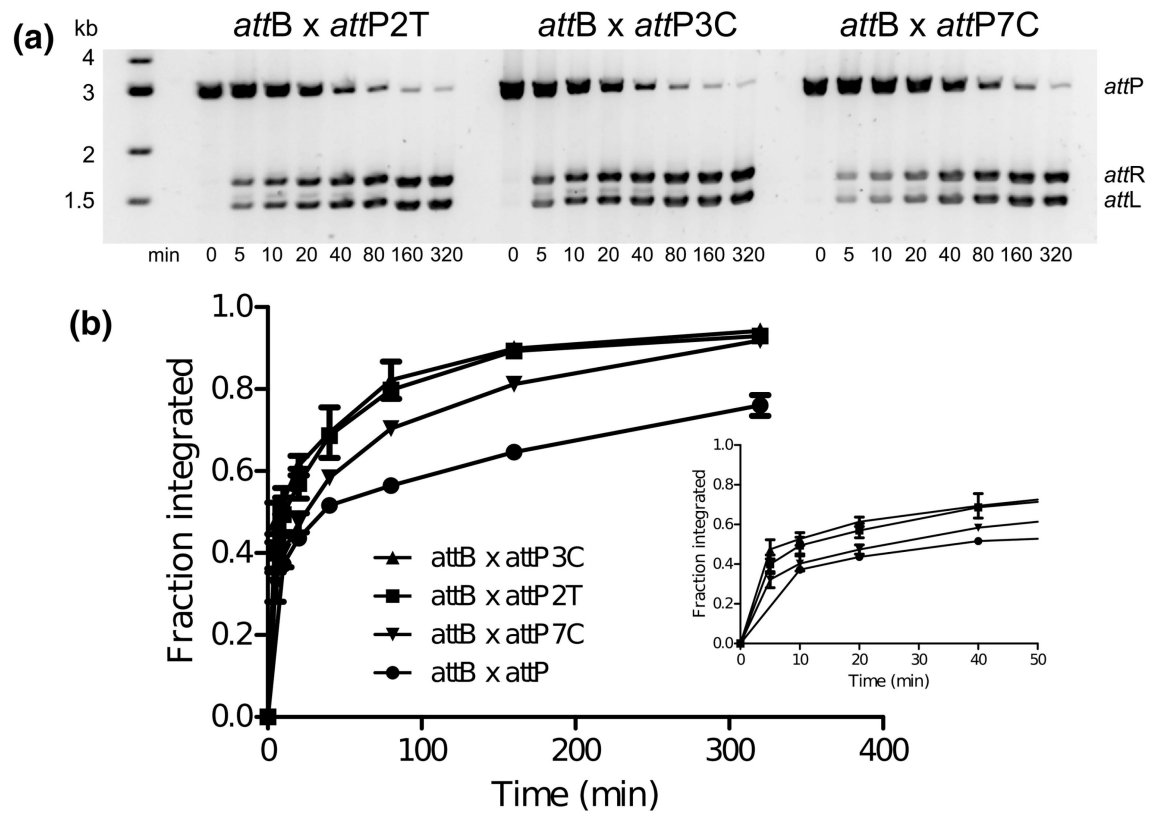 (a)
kb
attB x attP2T
attB x attP3C
attB x attP7C
4
3
2
1.5
attP
attR
attL
min 0 5 10 20 40 80 160 320
0 5 10 20 40 80 160 320
0 5 10 20 40 80 160 320
(b)
Fraction integrated
1.0
0.8
0.6
0.4
0.2
0.0
0 100 200 300 400
Time (min)
attB x attP3C
attB x attP2T
attB x attP7C
attB x attP
Fraction integrated
1.0
0.8
0.6
0.4
0.2
0.0
0 10 20 30 40 50
Time (min)